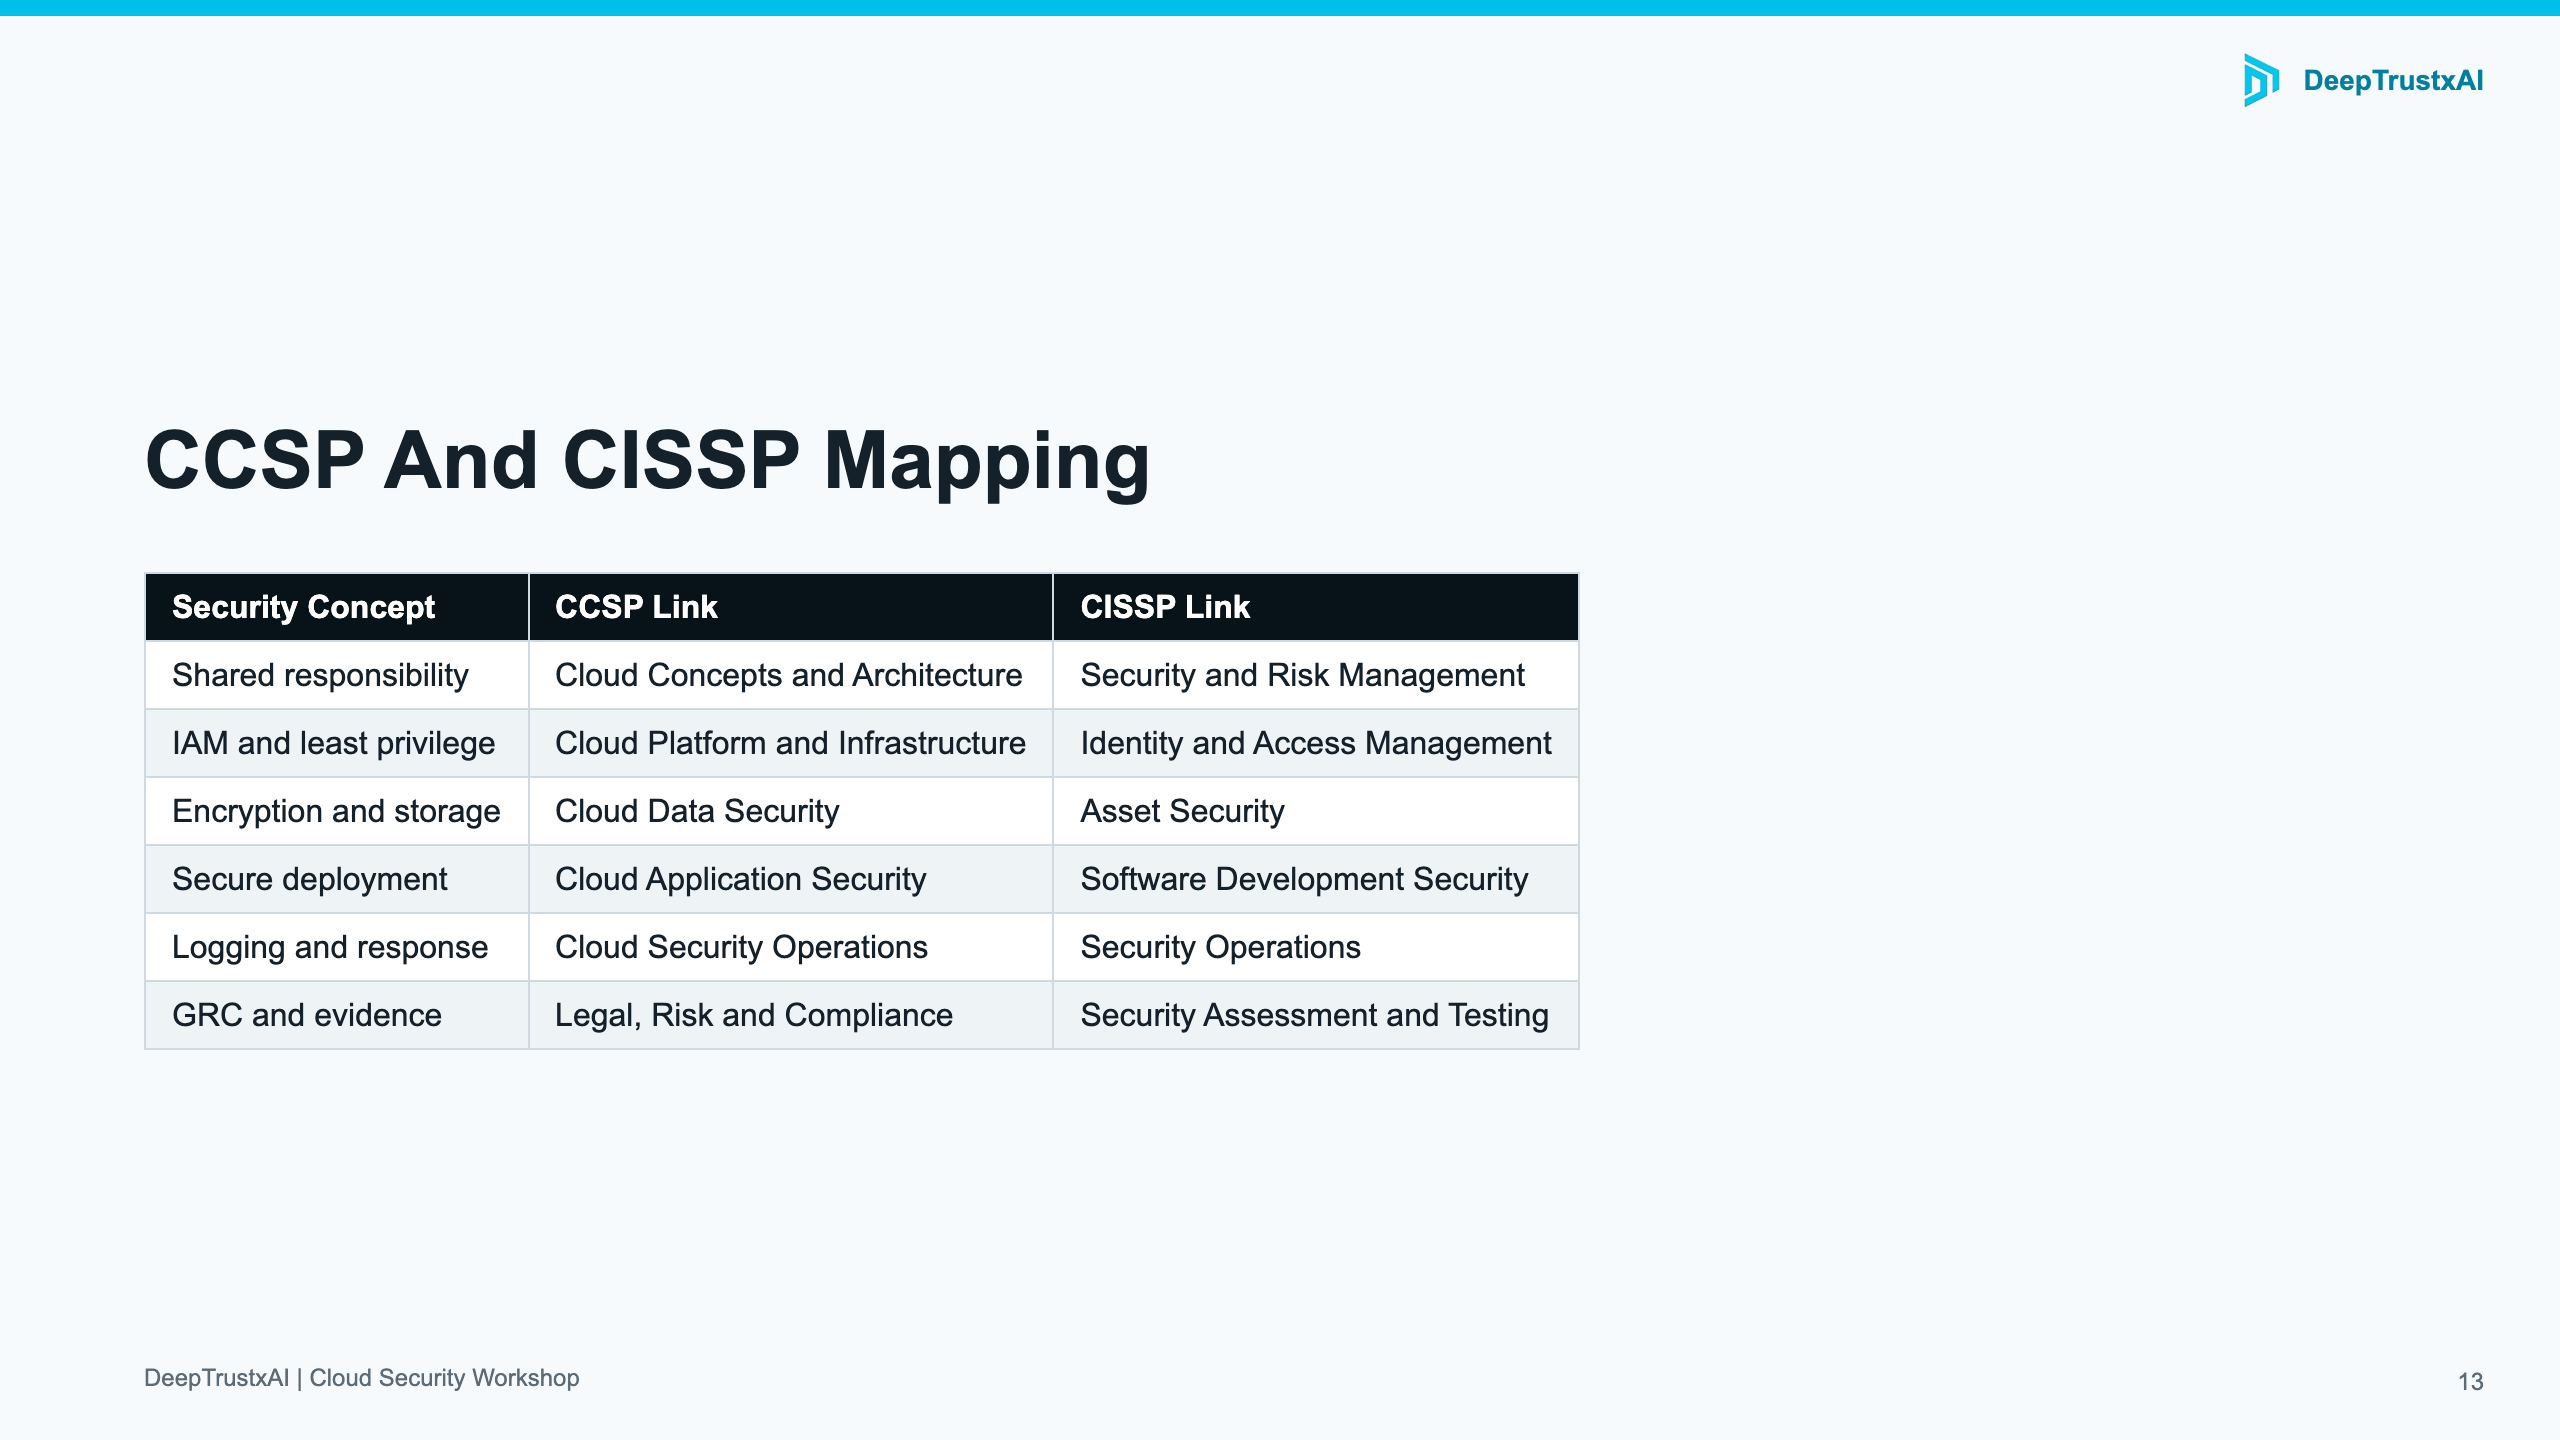 DeepTrustxAI
CCSP And CISSP Mapping
Security Concept CCSP Link CISSP Link
Shared responsibility Cloud Concepts and Architecture Security and Risk Management
IAM and least privilege Cloud Platform and Infrastructure Identity and Access Management
Encryption and storage Cloud Data Security Asset Security
Secure deployment Cloud Application Security Software Development Security
Logging and response Cloud Security Operations Security Operations
GRC and evidence Legal, Risk and Compliance Security Assessment and Testing
DeepTrustxAI | Cloud Security Workshop
13